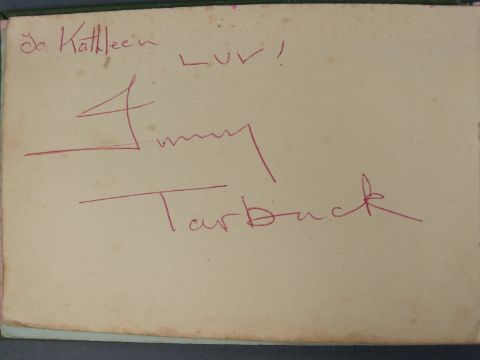 To Kathleen
Luv!
Jimmy
Tarbuck